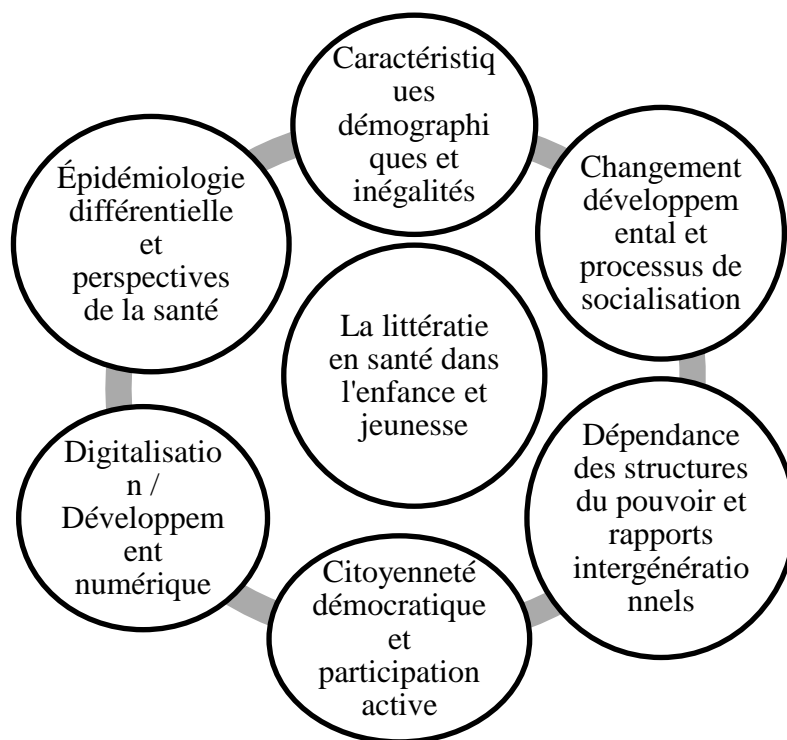 Caractéristiq
ues
démographi
ques et
inégalités
Changement
développem
ental et
processus de
socialisation
Dépendance
des structures
du pouvoir et
rapports
intergénératio
nnels
Citoyenneté
démocratique
et
participation
active
Digitalisatio
n /
Développem
ent
numérique
Épidémiologie
différentielle
et
perspectives
de la santé
La littératie
en santé dans
l'enfance et
jeunesse